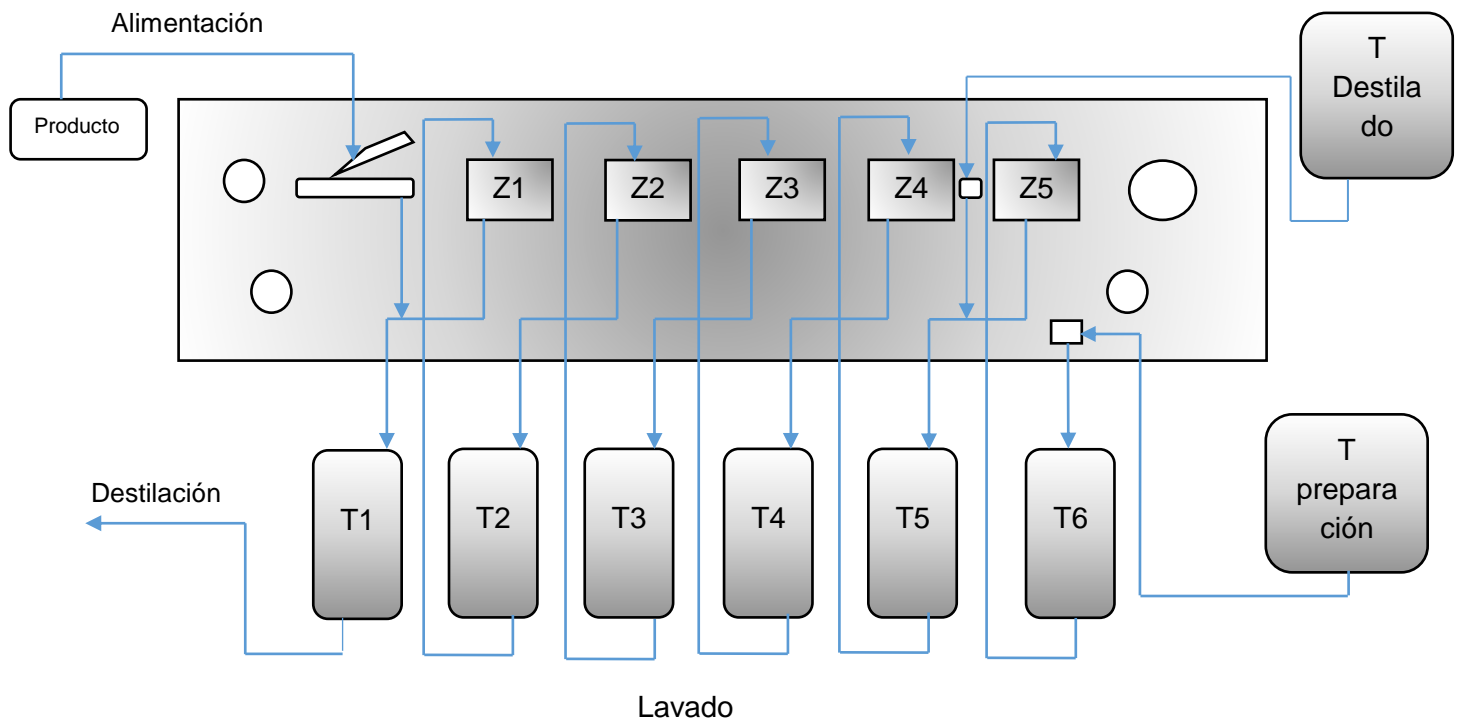 Alimentación
Producto
T
Destila
do
Z1
Z2
Z3
Z4
Z5
Destilación
T1
T2
T3
T4
T5
T6
T
prepara
ción
Lavado